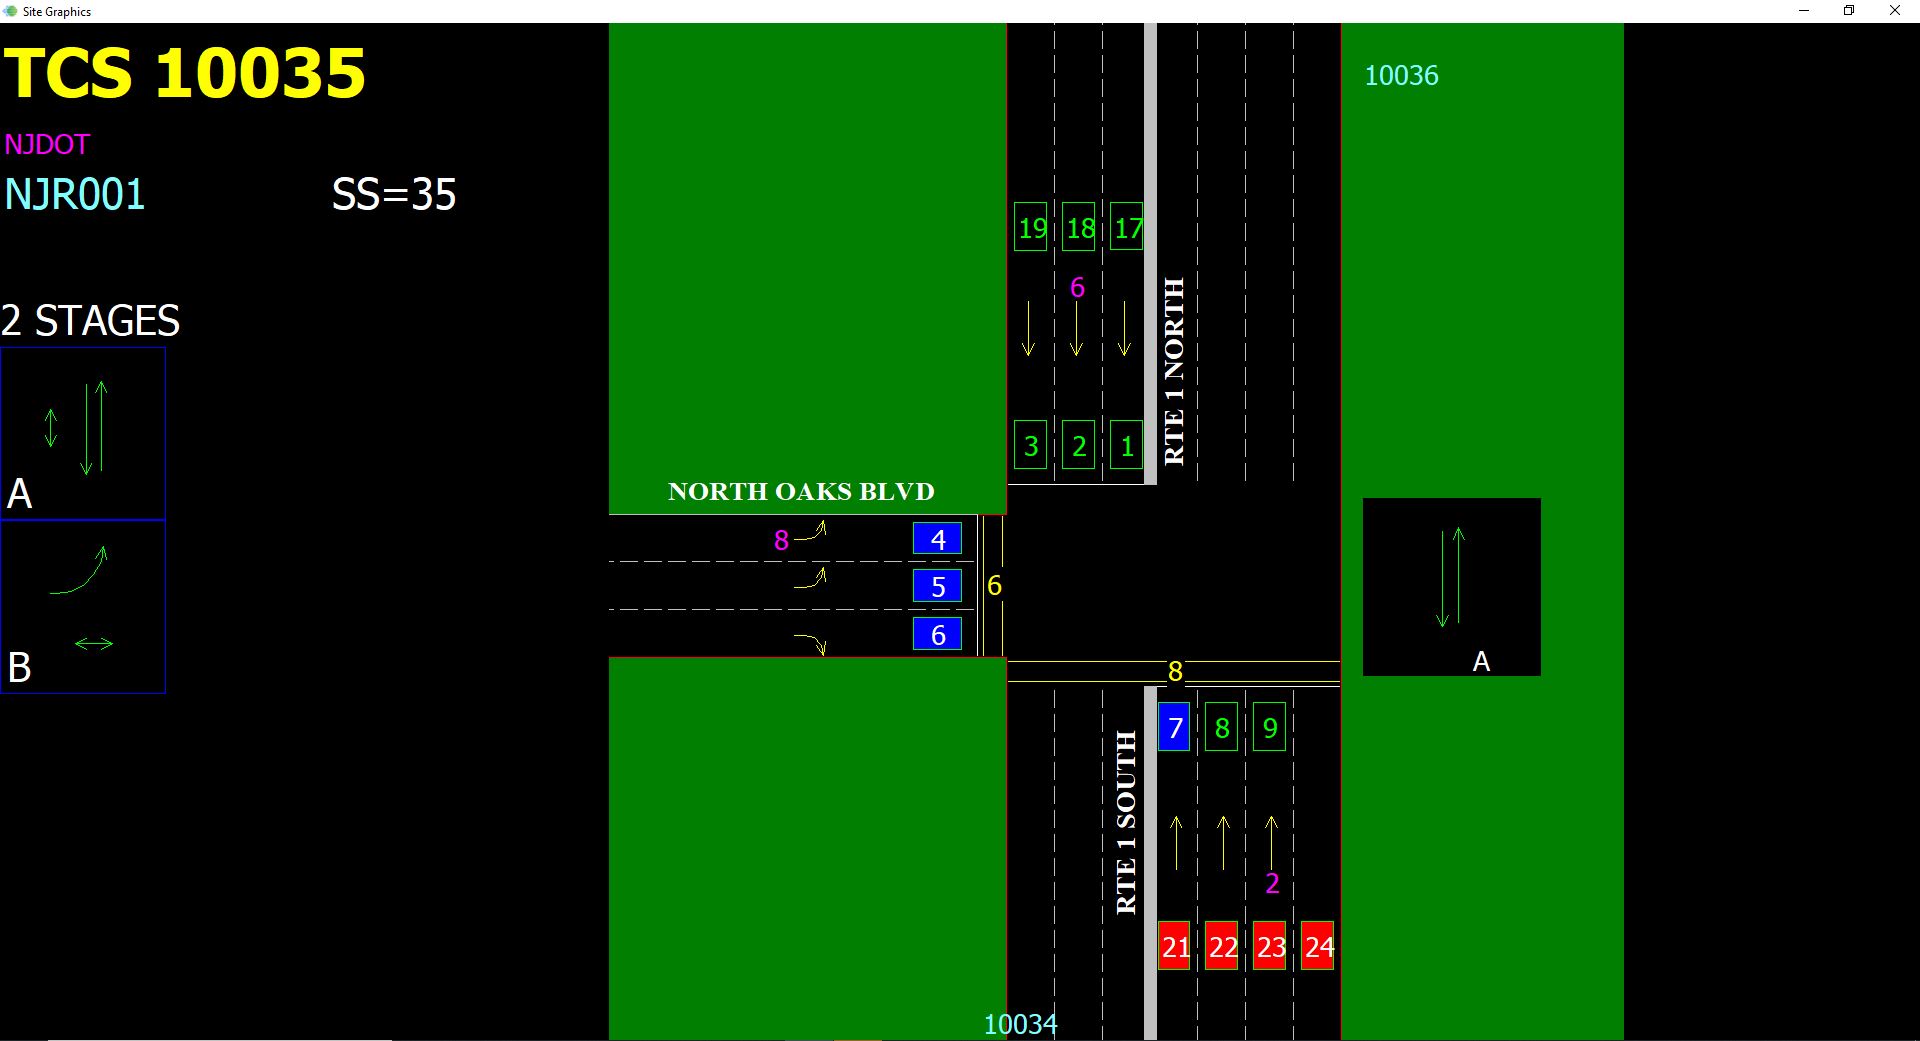 Site Graphics
TCS 10035
NJDOT
NJR001 SS=35
2 STAGES
A
B
10036
19 18 17
6
RTE 1 NORTH
3 2 1
NORTH OAKS BLVD
8 4
5 6
6
A
8
7 8 9
RTE 1 SOUTH
2
21 22 23 24
10034